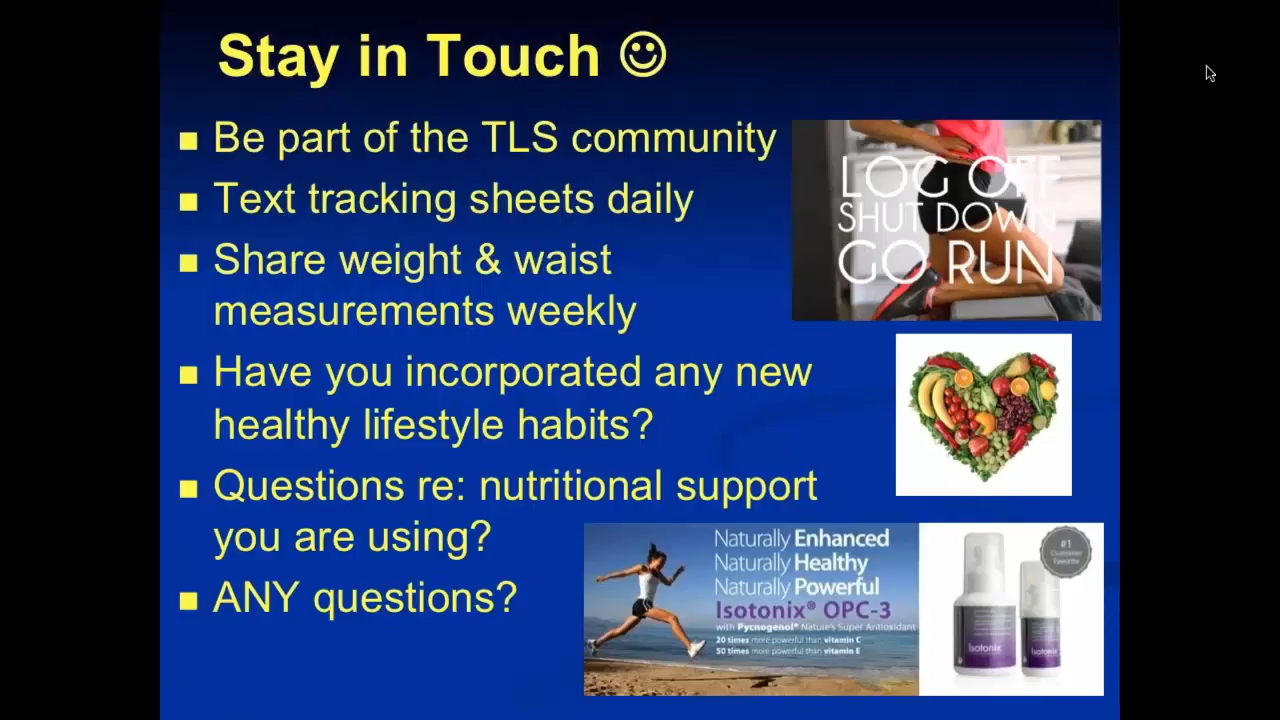 Stay in Touch ☺
Be part of the TLS community
Text tracking sheets daily
Share weight & waist
measurements weekly
Have you incorporated any new
healthy lifestyle habits?
Questions re: nutritional support
you are using?
ANY questions?
LOG OFF
SHUT DOWN
GO RUN
Naturally Enhanced
Naturally Healthy
Naturally Powerful
Isotonix® OPC-3
with Pycnogenol® Nature's Super Antioxidant
20 times more powerful than vitamin C
50 times more powerful than vitamin E
#1
Customer
Favorite
Isotonix
Isotonix